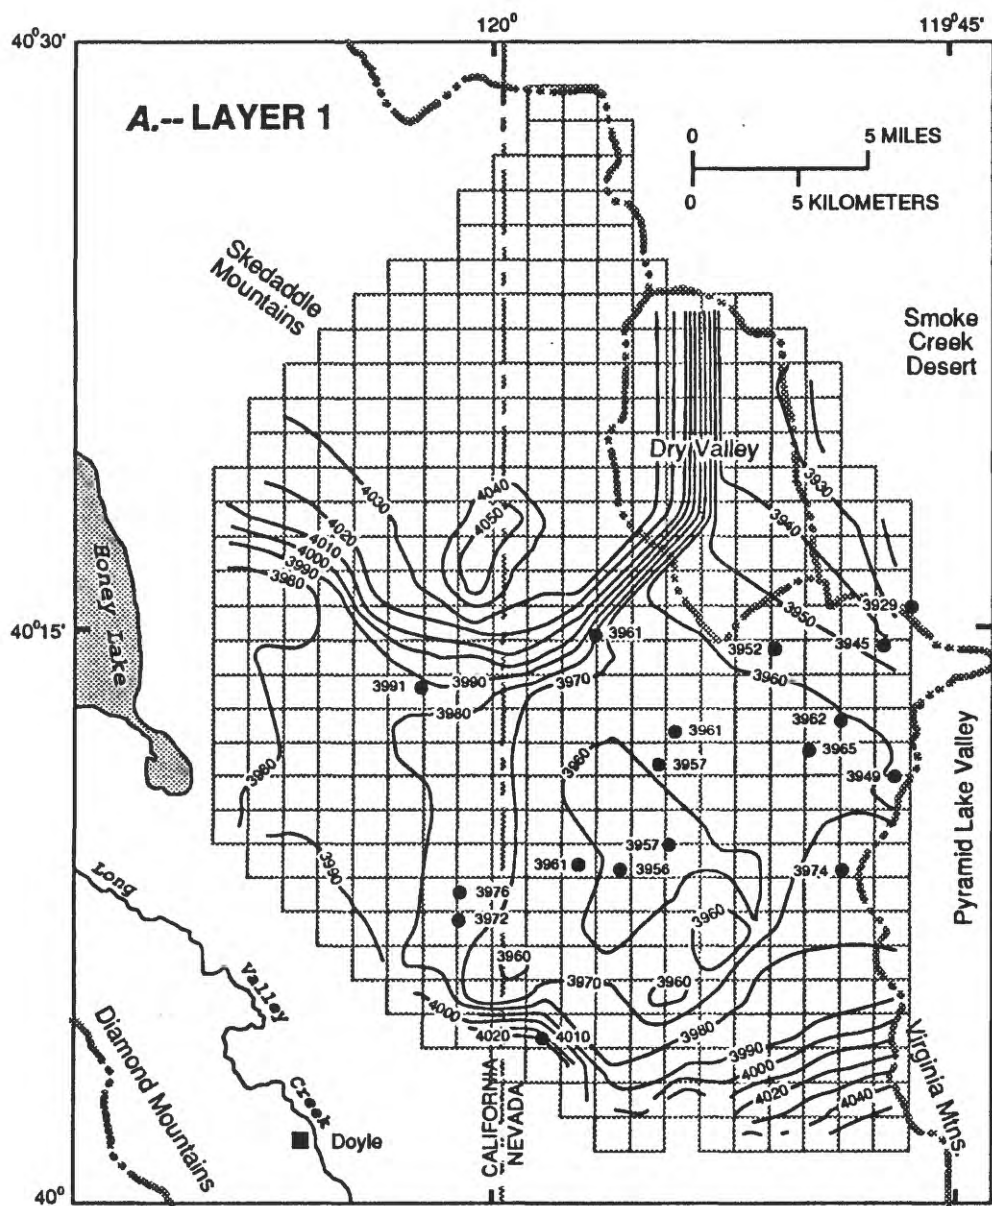 120°
119°45'
40°30'
A.-- LAYER 1
0 5 MILES
0 5 KILOMETERS
Skedaddle
Mountains
Smoke
Creek
Desert
Dry Valley
4040
4030
4050
3930
3940
4020
4010
4000
3990
3980
3950
3929
Boney Lake
40°15'
3961
3952
3945
3991
3990
3970
3960
3980
3962
3961
3965
3960
3957
3949
3960
3957
3990
3961
3956
3974
3976
3972
3960
3960
3970
3960
4000
3980
4020
4010
3990
4000
4020
4040
Long
Valley
Creek
Pyramid Lake Valley
Virginia Mtns.
Diamond Mountains
Doyle
CALIFORNIA
NEVADA
40°